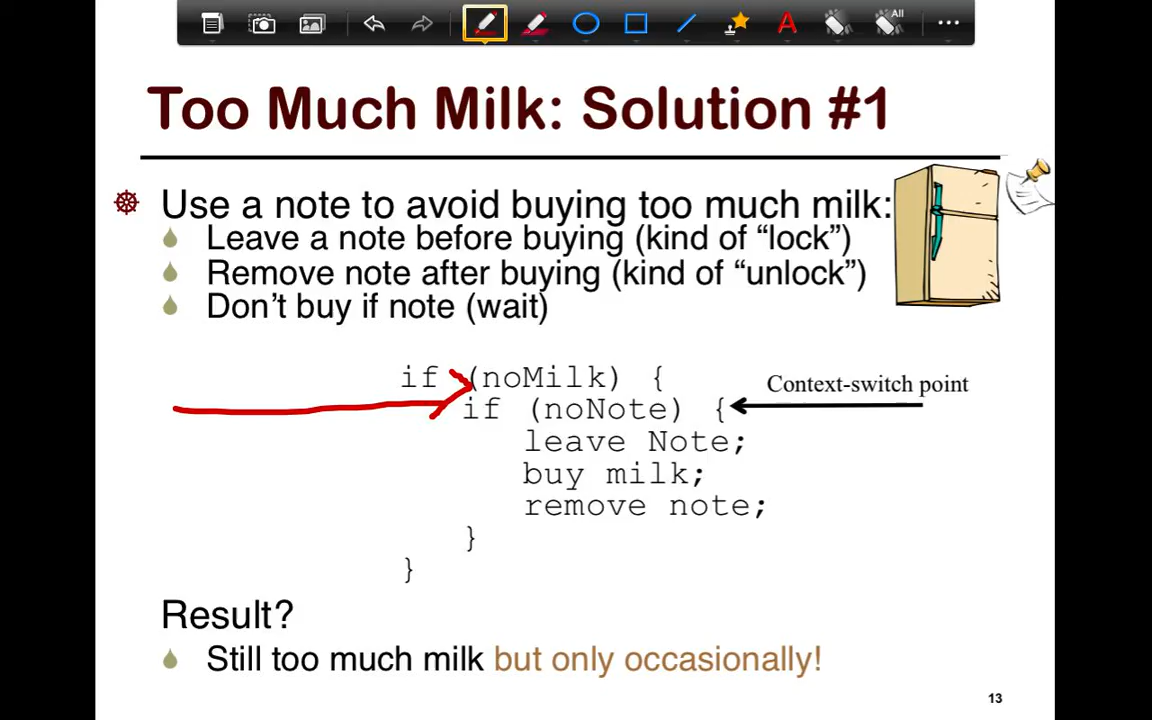 All
A
Too Much Milk: Solution #1
Use a note to avoid buying too much milk:
Leave a note before buying (kind of “lock”)
Remove note after buying (kind of “unlock”)
Don’t buy if note (wait)
if (noMilk) {
if (noNote) {
Context-switch point
leave Note;
buy milk;
remove note;
}
}
Result?
Still too much milk but only occasionally!
13